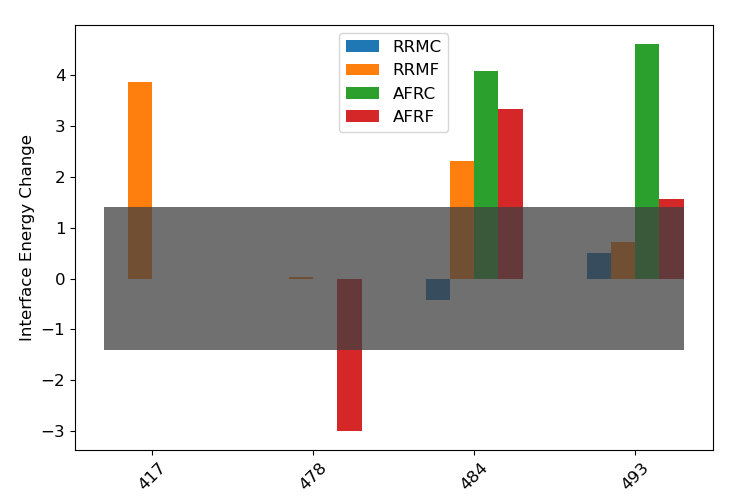 RRMC
RRMF
AFRC
AFRF
Interface Energy Change
4
3
2
1
0
−1
−2
−3
417
478
484
493